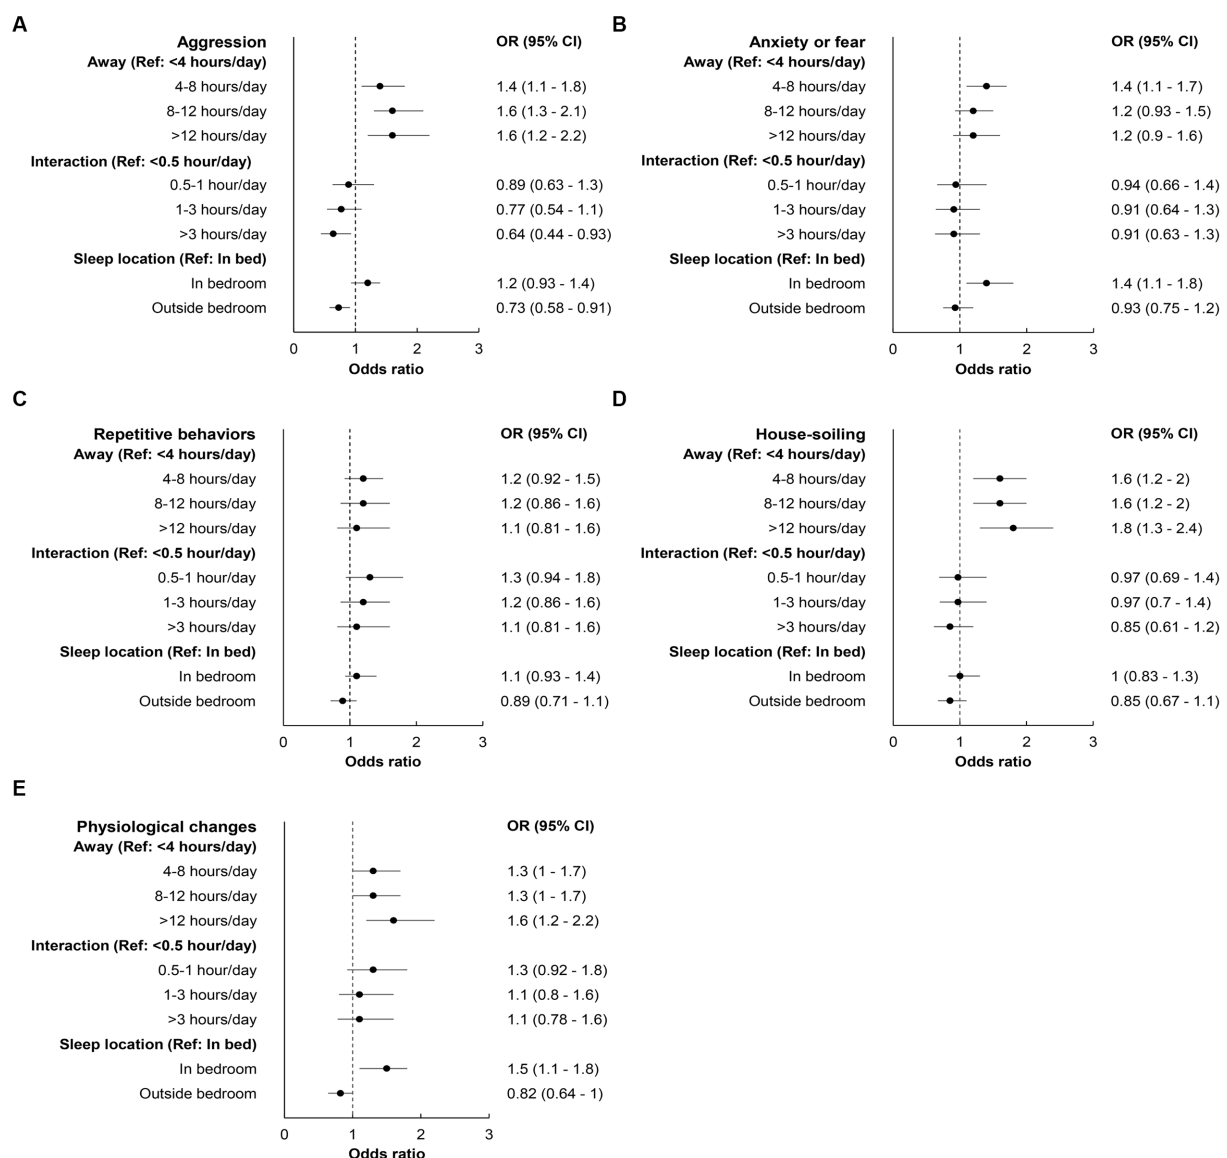 A
Aggression OR (95% CI)
Away (Ref: <4 hours/day)
4-8 hours/day 1.4 (1.1 - 1.8)
8-12 hours/day 1.6 (1.3 - 2.1)
>12 hours/day 1.6 (1.2 - 2.2)
Interaction (Ref: <0.5 hour/day)
0.5-1 hour/day 0.89 (0.63 - 1.3)
1-3 hours/day 0.77 (0.54 - 1.1)
>3 hours/day 0.64 (0.44 - 0.93)
Sleep location (Ref: In bed)
In bedroom 1.2 (0.93 - 1.4)
Outside bedroom 0.73 (0.58 - 0.91)
0 1 2 3
Odds ratio
B
Anxiety or fear OR (95% CI)
Away (Ref: <4 hours/day)
4-8 hours/day 1.4 (1.1 - 1.7)
8-12 hours/day 1.2 (0.93 - 1.5)
>12 hours/day 1.2 (0.9 - 1.6)
Interaction (Ref: <0.5 hour/day)
0.5-1 hour/day 0.94 (0.66 - 1.4)
1-3 hours/day 0.91 (0.64 - 1.3)
>3 hours/day 0.91 (0.63 - 1.3)
Sleep location (Ref: In bed)
In bedroom 1.4 (1.1 - 1.8)
Outside bedroom 0.93 (0.75 - 1.2)
0 1 2 3
Odds ratio
C
Repetitive behaviors OR (95% CI)
Away (Ref: <4 hours/day)
4-8 hours/day 1.2 (0.92 - 1.5)
8-12 hours/day 1.2 (0.86 - 1.6)
>12 hours/day 1.1 (0.81 - 1.6)
Interaction (Ref: <0.5 hour/day)
0.5-1 hour/day 1.3 (0.94 - 1.8)
1-3 hours/day 1.2 (0.86 - 1.6)
>3 hours/day 1.1 (0.81 - 1.6)
Sleep location (Ref: In bed)
In bedroom 1.1 (0.93 - 1.4)
Outside bedroom 0.89 (0.71 - 1.1)
0 1 2 3
Odds ratio
D
House-soiling OR (95% CI)
Away (Ref: <4 hours/day)
4-8 hours/day 1.6 (1.2 - 2)
8-12 hours/day 1.6 (1.2 - 2)
>12 hours/day 1.8 (1.3 - 2.4)
Interaction (Ref: <0.5 hour/day)
0.5-1 hour/day 0.97 (0.69 - 1.4)
1-3 hours/day 0.97 (0.7 - 1.4)
>3 hours/day 0.85 (0.61 - 1.2)
Sleep location (Ref: In bed)
In bedroom 1 (0.83 - 1.3)
Outside bedroom 0.85 (0.67 - 1.1)
0 1 2 3
Odds ratio
E
Physiological changes OR (95% CI)
Away (Ref: <4 hours/day)
4-8 hours/day 1.3 (1 - 1.7)
8-12 hours/day 1.3 (1 - 1.7)
>12 hours/day 1.6 (1.2 - 2.2)
Interaction (Ref: <0.5 hour/day)
0.5-1 hour/day 1.3 (0.92 - 1.8)
1-3 hours/day 1.1 (0.8 - 1.6)
>3 hours/day 1.1 (0.78 - 1.6)
Sleep location (Ref: In bed)
In bedroom 1.5 (1.1 - 1.8)
Outside bedroom 0.82 (0.64 - 1)
0 1 2 3
Odds ratio